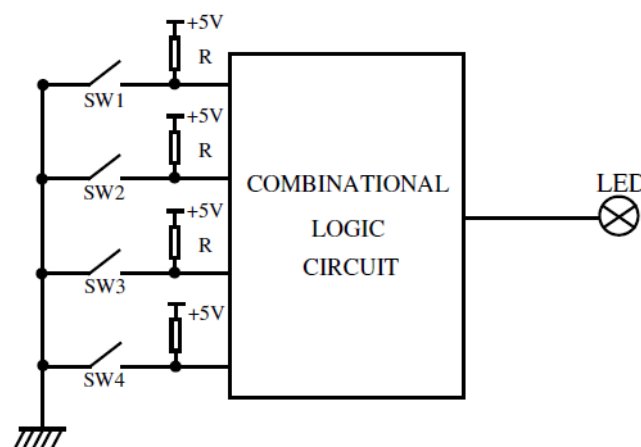 +5V
R
SW1
+5V
R
SW2
+5V
R
SW3
+5V
SW4
COMBINATIONAL
LOGIC
CIRCUIT
LED